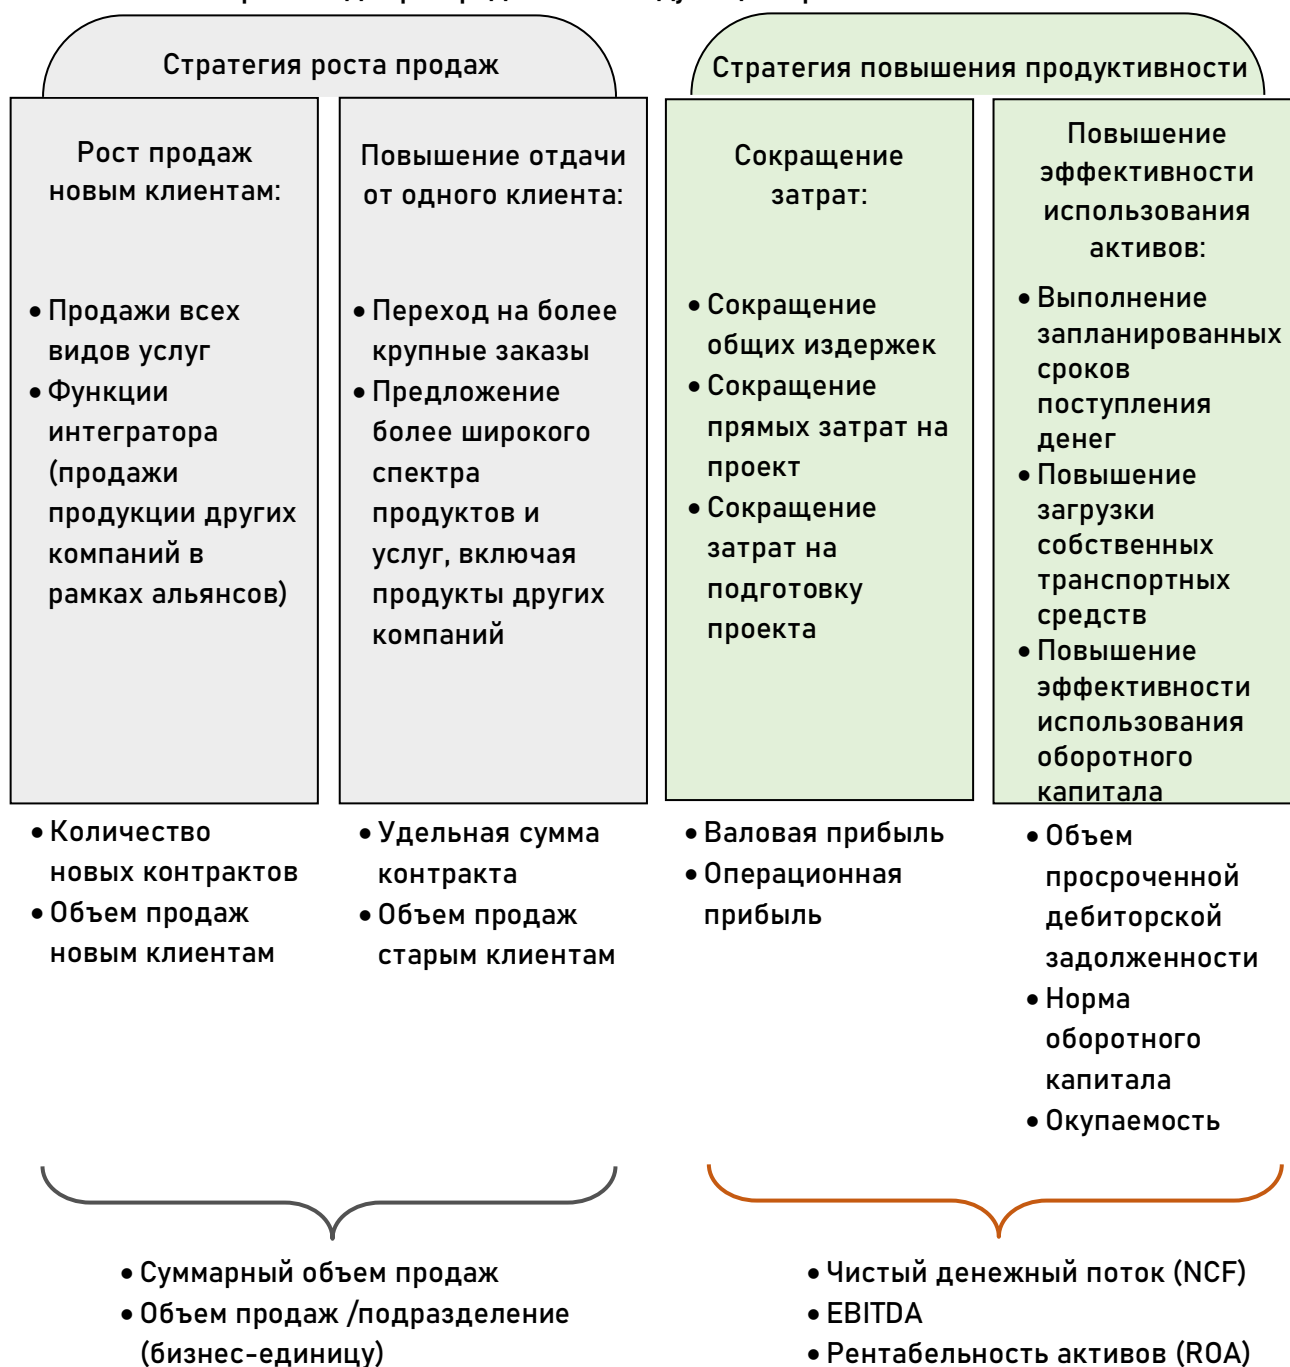 Стратегия роста продаж
Рост продаж
новым клиентам:
• Продажи всех
видов услуг
• Функции
интегратора
(продажи
продукции других
компаний в
рамках альянсов)
Повышение отдачи
от одного клиента:
• Переход на более
крупные заказы
• Предложение
более широкого
спектра
продуктов и
услуг, включая
продукты других
компаний
Стратегия повышения продуктивности
Сокращение
затрат:
• Сокращение
общих издержек
• Сокращение
прямых затрат на
проект
• Сокращение
затрат на
подготовку
проекта
Повышение
эффективности
использования
активов:
• Выполнение
запланированных
сроков
поступления
денег
• Повышение
загрузки
собственных
транспортных
средств
• Повышение
эффективности
использования
оборотного
капитала
• Количество
новых контрактов
• Объем продаж
новым клиентам
• Удельная сумма
контракта
• Объем продаж
старым клиентам
• Валовая прибыль
• Операционная
прибыль
• Объем
просроченной
дебиторской
задолженности
• Норма
оборотного
капитала
• Окупаемость
• Суммарный объем продаж
• Объем продаж /подразделение
(бизнес-единицу)
• Чистый денежный поток (NCF)
• EBITDA
• Рентабельность активов (ROA)